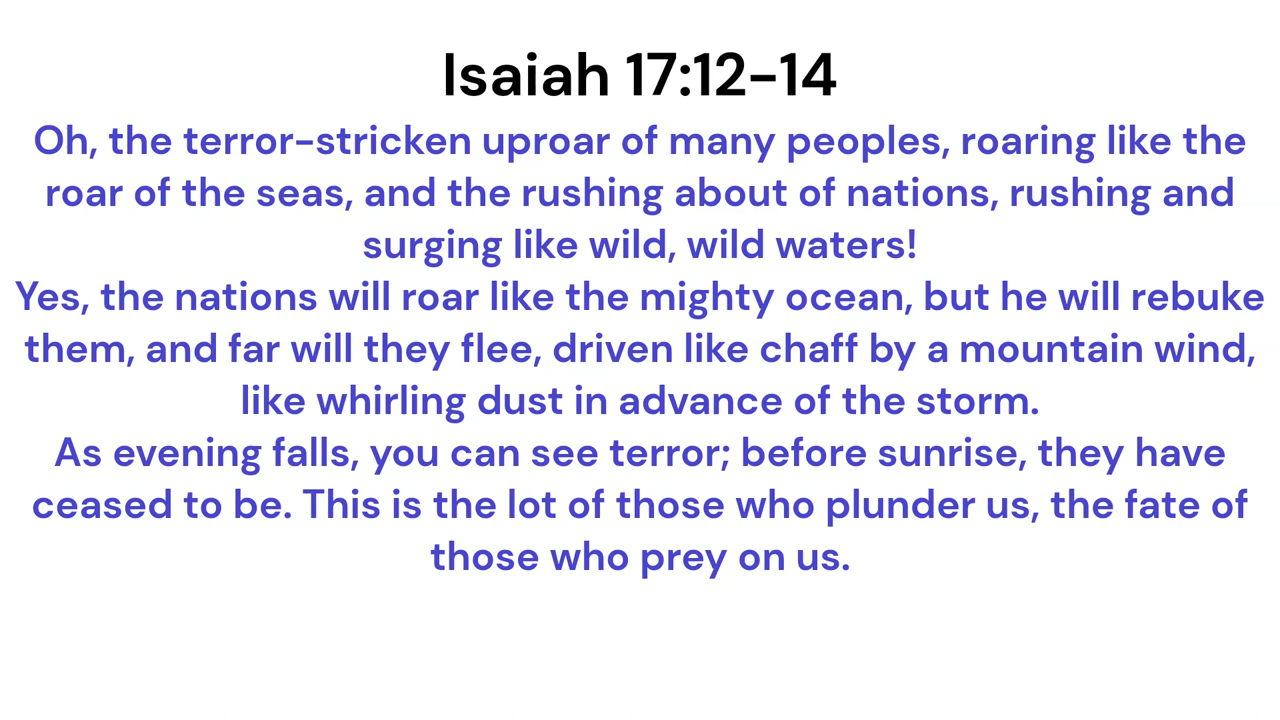 Isaiah 17:12–14
Oh, the terror-stricken uproar of many peoples, roaring like the
roar of the seas, and the rushing about of nations, rushing and
surging like wild, wild waters!
Yes, the nations will roar like the mighty ocean, but he will rebuke
them, and far will they flee, driven like chaff by a mountain wind,
like whirling dust in advance of the storm.
As evening falls, you can see terror; before sunrise, they have
ceased to be. This is the lot of those who plunder us, the fate of
those who prey on us.